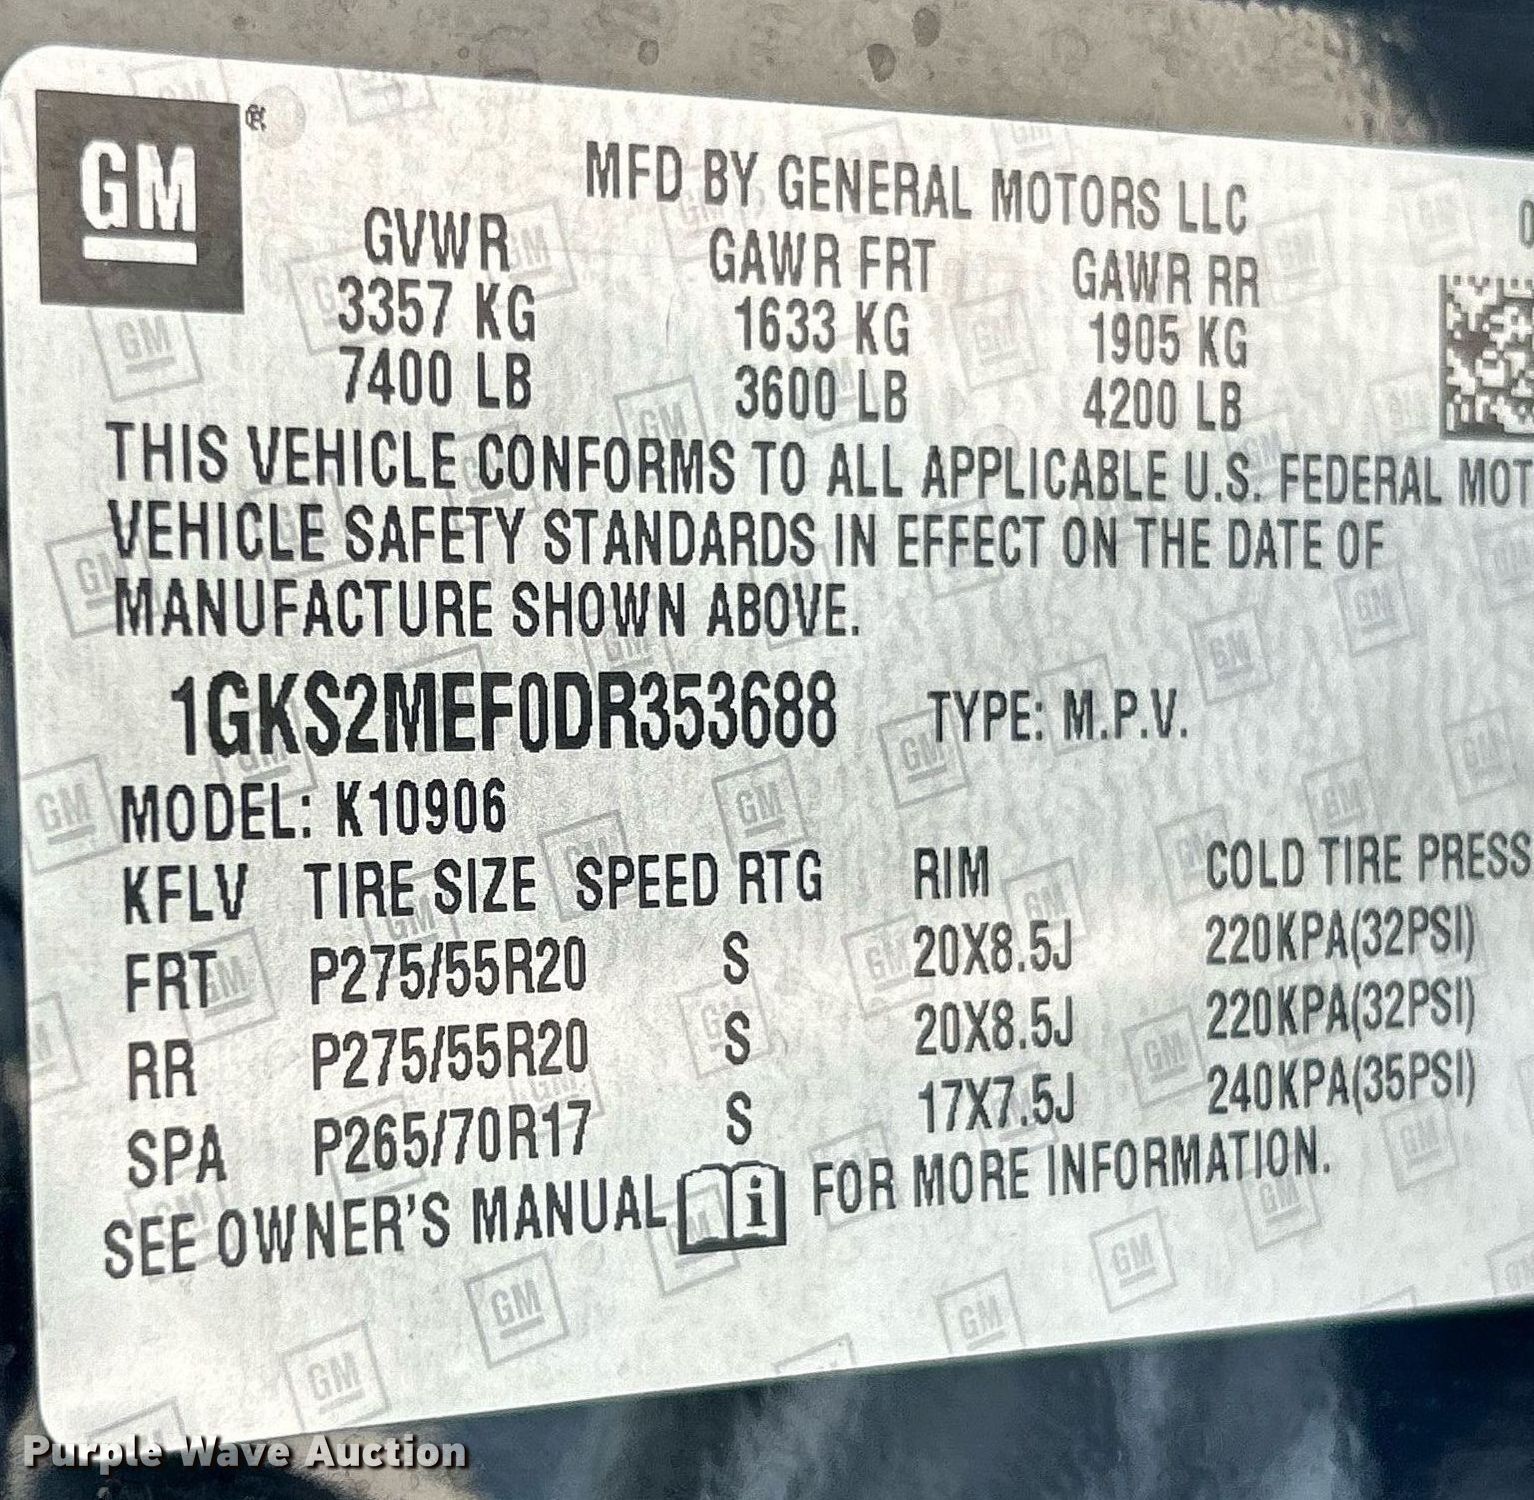 GM
MFD BY GENERAL MOTORS LLC 0
GVWR GAWR FRT GAWR RR
3357 KG 1633 KG 1905 KG
7400 LB 3600 LB 4200 LB
THIS VEHICLE CONFORMS TO ALL APPLICABLE U.S. FEDERAL MOT
VEHICLE SAFETY STANDARDS IN EFFECT ON THE DATE OF
MANUFACTURE SHOWN ABOVE.
1GKS2MEF0DR353688 TYPE: M.P.V.
MODEL: K10906
KFLV TIRE SIZE SPEED RTG RIM COLD TIRE PRESS
FRT P275/55R20 S 20X8.5J 220KPA(32PSI)
RR P275/55R20 S 20X8.5J 220KPA(32PSI)
SPA P265/70R17 S 17X7.5J 240KPA(35PSI)
SEE OWNER'S MANUAL i FOR MORE INFORMATION.
Purple Wave Auction